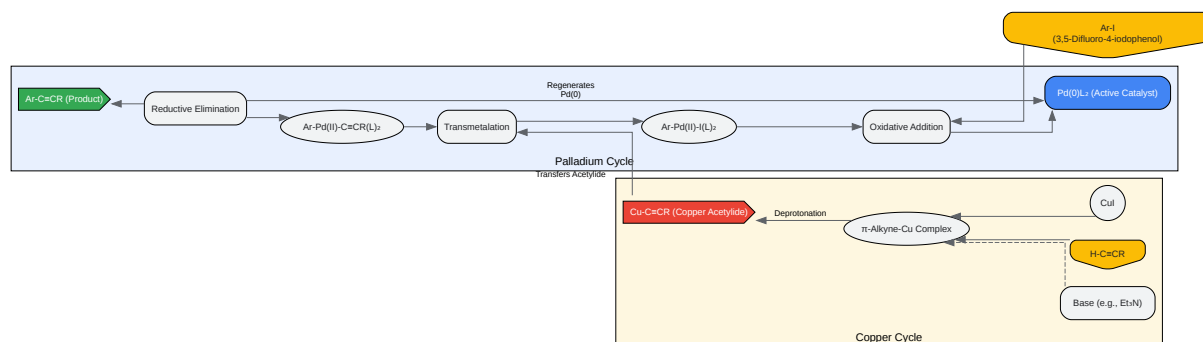 Ar-I
(3,5-Difluoro-4-iodophenol)
Regenerates
Pd(0)
Ar-C≡CR (Product)
Reductive Elimination
Pd(0)L₂ (Active Catalyst)
Ar-Pd(II)-C≡CR(L)₂
Transmetalation
Ar-Pd(II)-I(L)₂
Oxidative Addition
Palladium Cycle
Transfers Acetylide
Cu-C≡CR (Copper Acetylide)
Deprotonation
π-Alkyne-Cu Complex
CuI
H-C≡CR
Base (e.g., Et₃N)
Copper Cycle